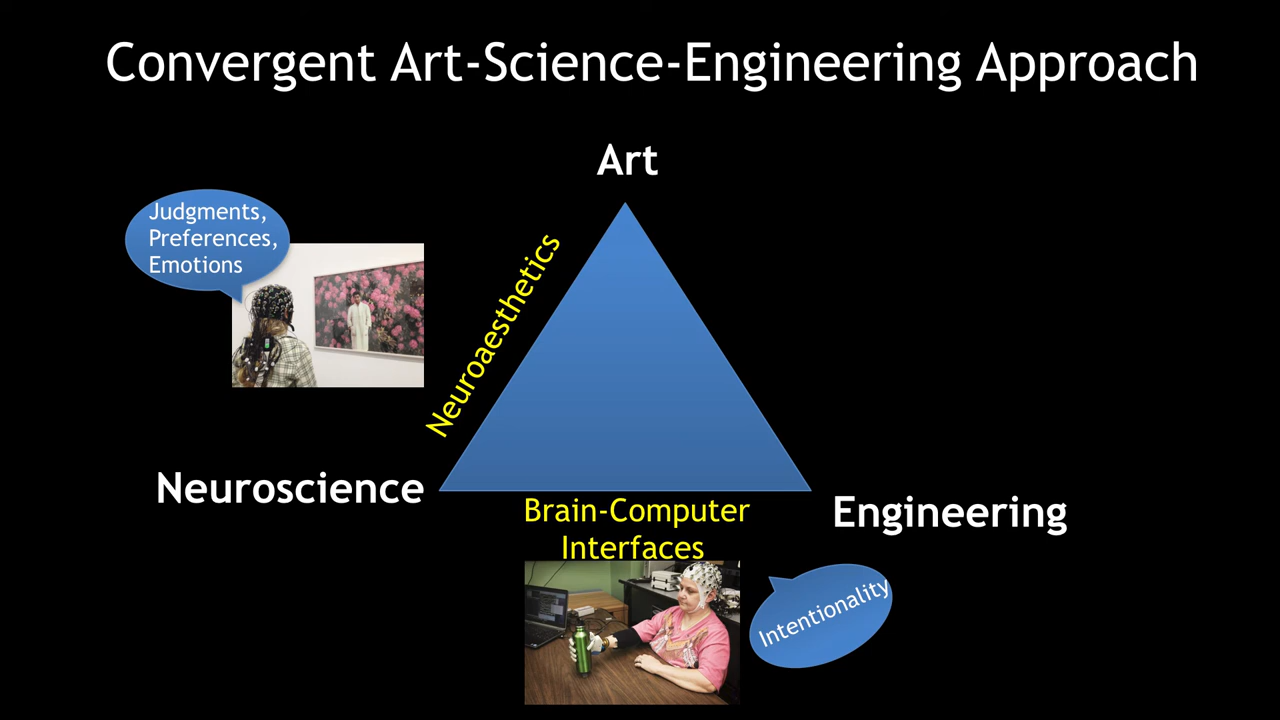 Convergent Art-Science-Engineering Approach
Art
Judgments,
Preferences,
Emotions
Neuroaesthetics
Neuroscience
Engineering
Brain-Computer
Interfaces
Intentionality